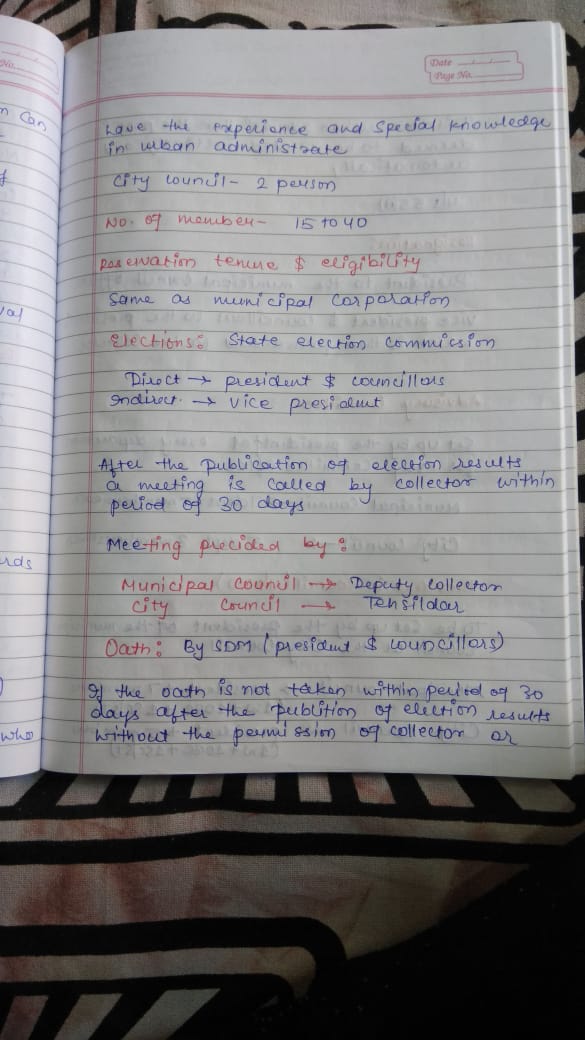 No.
n can
f
val
rds
)
who
Date
Page No.
have the experience and special knowledge
in urban administrate
City council - 2 person
No. of member - 15 to 40
Reservation tenure $ eligibility
Same as municipal corporation
Elections: State election commission
Direct → president $ councillors
Indirect. → vice president
After the publication of election results
a meeting is called by collector within
period of 30 days
Meeting precided by:
Municipal council → Deputy collector
City council → Tehsildar
Oath: By SDM (president $ councillors)
If the oath is not taken within period of 30
days after the publition of election results
without the permission of collector or